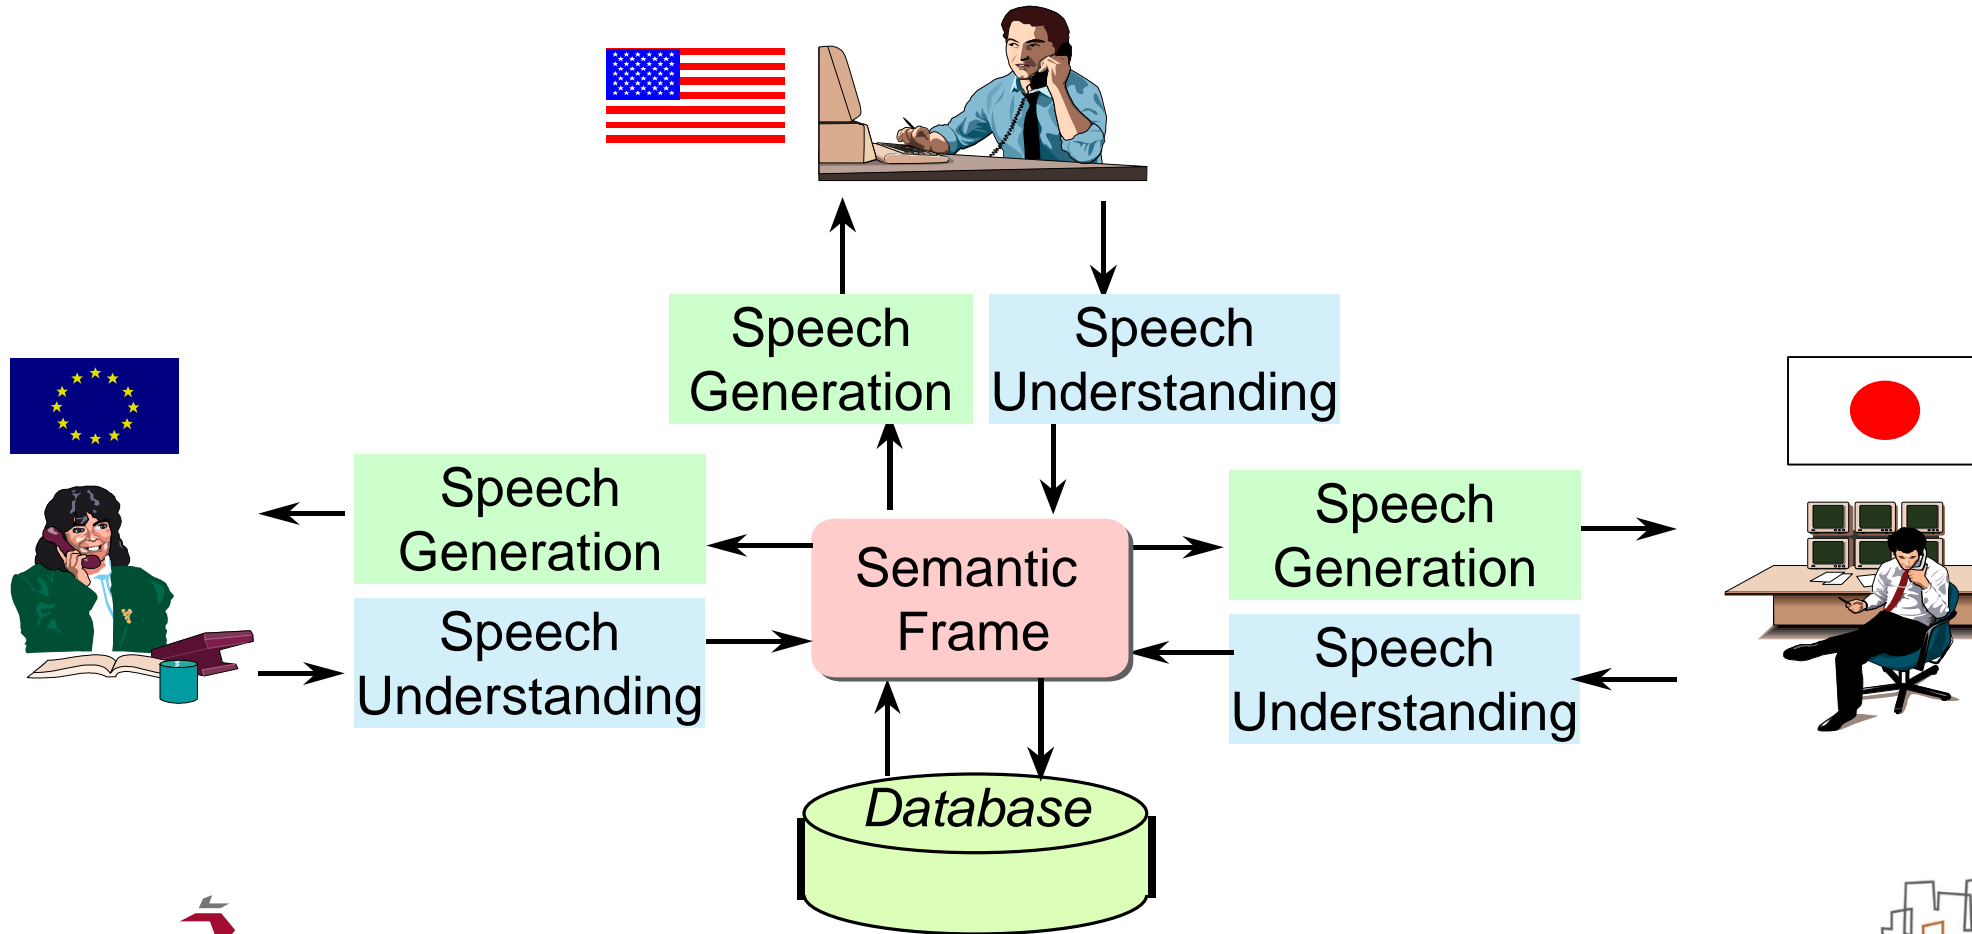 Speech
Generation
Speech
Understanding
Speech
Generation
Speech
Understanding
Semantic
Frame
Speech
Generation
Speech
Understanding
Database